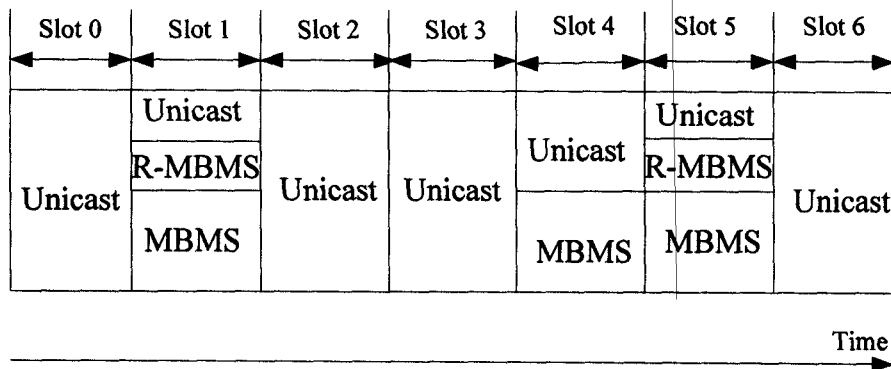 Slot 0 Slot 1 Slot 2 Slot 3 Slot 4 Slot 5 Slot 6
Unicast Unicast
Unicast
R-MBMS R-MBMS
Unicast Unicast Unicast Unicast
MBMS MBMS MBMS
Time